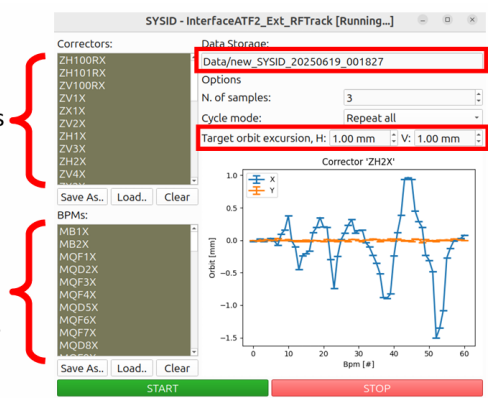 SYSID - InterfaceATF2_Ext_RFTrack [Running...]
Correctors:
ZH100RX
ZH101RX
ZV100RX
ZV1X
ZX1X
ZV2X
ZH1X
ZV3X
ZH2X
ZV4X
Save As.. Load.. Clear
BPMs:
MB1X
MB2X
MQF1X
MQD2X
MQF3X
MQF4X
MQD5X
MQF6X
MQF7X
MQD8X
Save As.. Load.. Clear
Data Storage:
Data/new_SYSID_20250619_001827
Options
N. of samples: 3
Cycle mode: Repeat all
Target orbit excursion, H: 1.00 mm V: 1.00 mm
Corrector 'ZH2X'
X
Y
1.0
0.5
0.0
−0.5
−1.0
−1.5
Orbit [mm]
0 10 20 30 40 50 60
Bpm [#]
START STOP